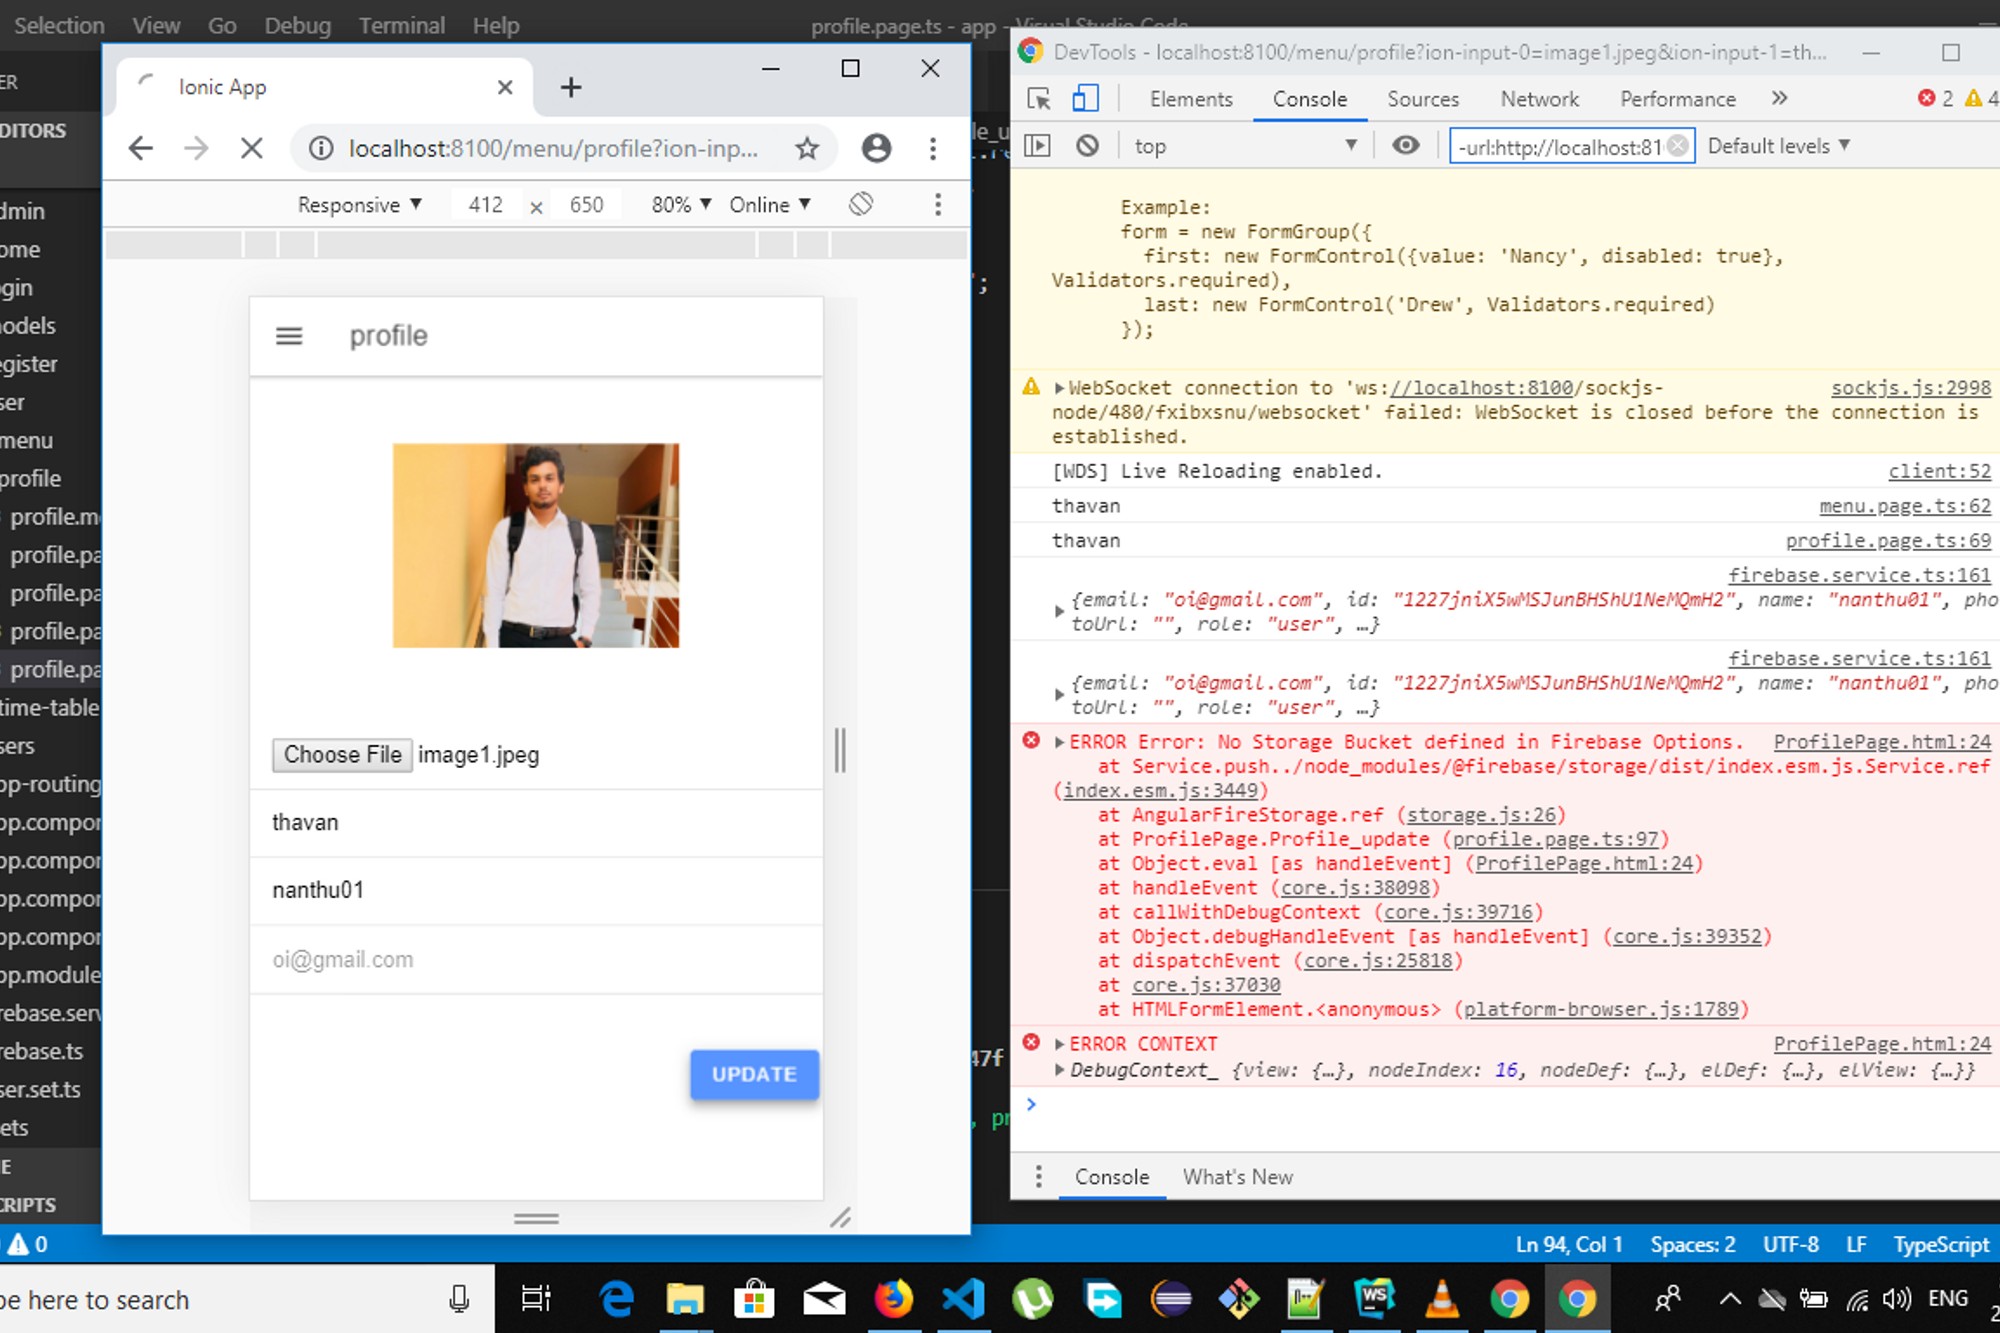 Selection View Go Debug Terminal Help
profile.page.ts - app - Visual Studio Code
ER
DITORS
dmin
ome
gin
nodels
egister
ser
menu
profile
profile.m
profile.pa
profile.pa
profile.pa
profile.pa
time-table
sers
pp-routing
pp.compor
pp.compor
pp.compor
pp.compor
pp.module
rebase.serv
rebase.ts
ser.set.ts
ets
E
CRIPTS
0
Ionic App
localhost:8100/menu/profile?ion-inp...
Responsive 412 × 650 80% Online
profile
Choose File image1.jpeg
thavan
nanthu01
oi@gmail.com
UPDATE
le_u
';
47f
, pr
DevTools - localhost:8100/menu/profile?ion-input-0=image1.jpeg&ion-input-1=th...
Elements Console Sources Network Performance » 2 4
top -url:http://localhost:81 Default levels
Example:
form = new FormGroup({
first: new FormControl({value: 'Nancy', disabled: true},
Validators.required),
last: new FormControl('Drew', Validators.required)
});
WebSocket connection to 'ws://localhost:8100/sockjs- sockjs.js:2998
node/480/fxibxsnu/websocket' failed: WebSocket is closed before the connection is
established.
[WDS] Live Reloading enabled. client:52
thavan menu.page.ts:62
thavan profile.page.ts:69
firebase.service.ts:161
{email: "oi@gmail.com", id: "1227jniX5wMSJunBHShU1NeMQmH2", name: "nanthu01", pho
toUrl: "", role: "user", …}
firebase.service.ts:161
{email: "oi@gmail.com", id: "1227jniX5wMSJunBHShU1NeMQmH2", name: "nanthu01", pho
toUrl: "", role: "user", …}
ERROR Error: No Storage Bucket defined in Firebase Options. ProfilePage.html:24
at Service.push../node_modules/@firebase/storage/dist/index.esm.js.Service.ref
(index.esm.js:3449)
at AngularFireStorage.ref (storage.js:26)
at ProfilePage.Profile_update (profile.page.ts:97)
at Object.eval [as handleEvent] (ProfilePage.html:24)
at handleEvent (core.js:38098)
at callWithDebugContext (core.js:39716)
at Object.debugHandleEvent [as handleEvent] (core.js:39352)
at dispatchEvent (core.js:25818)
at core.js:37030
at HTMLFormElement.<anonymous> (platform-browser.js:1789)
ERROR CONTEXT ProfilePage.html:24
DebugContext_ {view: {…}, nodeIndex: 16, nodeDef: {…}, elDef: {…}, elView: {…}}
Console What's New
Ln 94, Col 1 Spaces: 2 UTF-8 LF TypeScript
pe here to search
WS
ENG
2